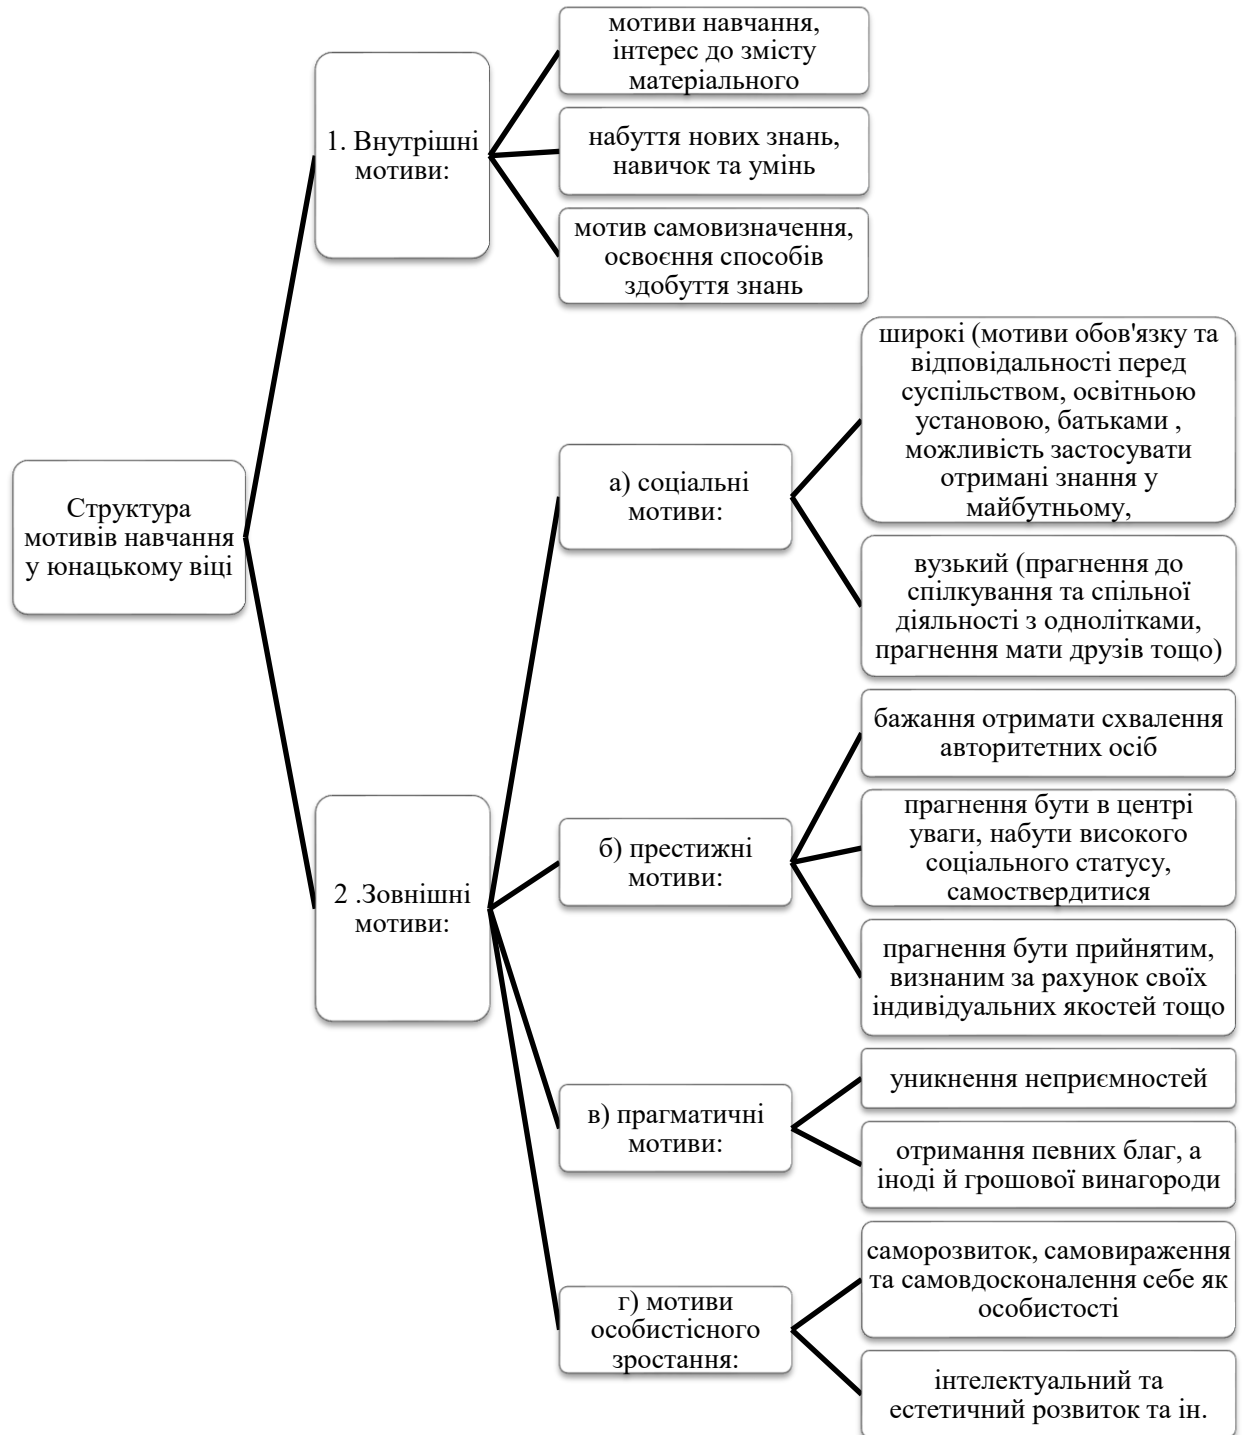 Структура
мотивів навчання
у юнацькому віці
1. Внутрішні
мотиви:
мотиви навчання,
інтерес до змісту
матеріального
набуття нових знань,
навичок та умінь
мотив самовизначення,
освоєння способів
здобуття знань
2 .Зовнішні
мотиви:
а) соціальні
мотиви:
широкі (мотиви обов'язку та
відповідальності перед
суспільством, освітньою
установою, батьками ,
можливість застосувати
отримані знання у
майбутньому,
вузький (прагнення до
спілкування та спільної
діяльності з однолітками,
прагнення мати друзів тощо)
б) престижні
мотиви:
бажання отримати схвалення
авторитетних осіб
прагнення бути в центрі
уваги, набути високого
соціального статусу,
самоствердитися
прагнення бути прийнятим,
визнаним за рахунок своїх
індивідуальних якостей тощо
в) прагматичні
мотиви:
уникнення неприємностей
отримання певних благ, а
іноді й грошової винагороди
г) мотиви
особистісного
зростання:
саморозвиток, самовираження
та самовдосконалення себе як
особистості
інтелектуальний та
естетичний розвиток та ін.